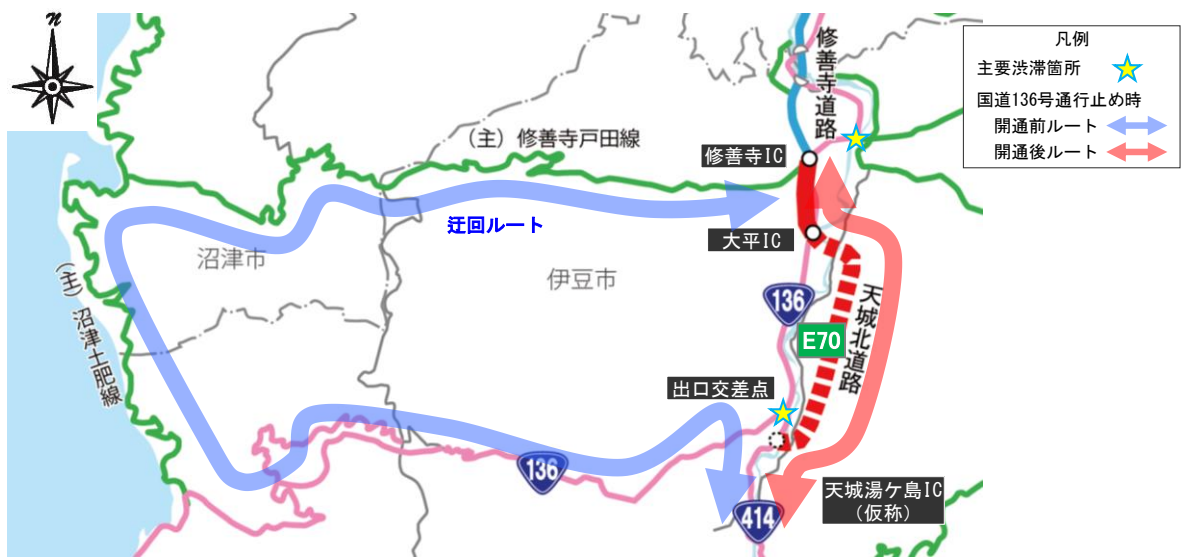 N
修善寺道路
凡例
主要渋滞箇所
国道136号通行止め時
開通前ルート
開通後ルート
(主)修善寺戸田線
修善寺IC
迂回ルート
大平IC
沼津市
伊豆市
(主)沼津土肥線
136
E70
天城北道路
出口交差点
136
天城湯ケ島IC
(仮称)
414